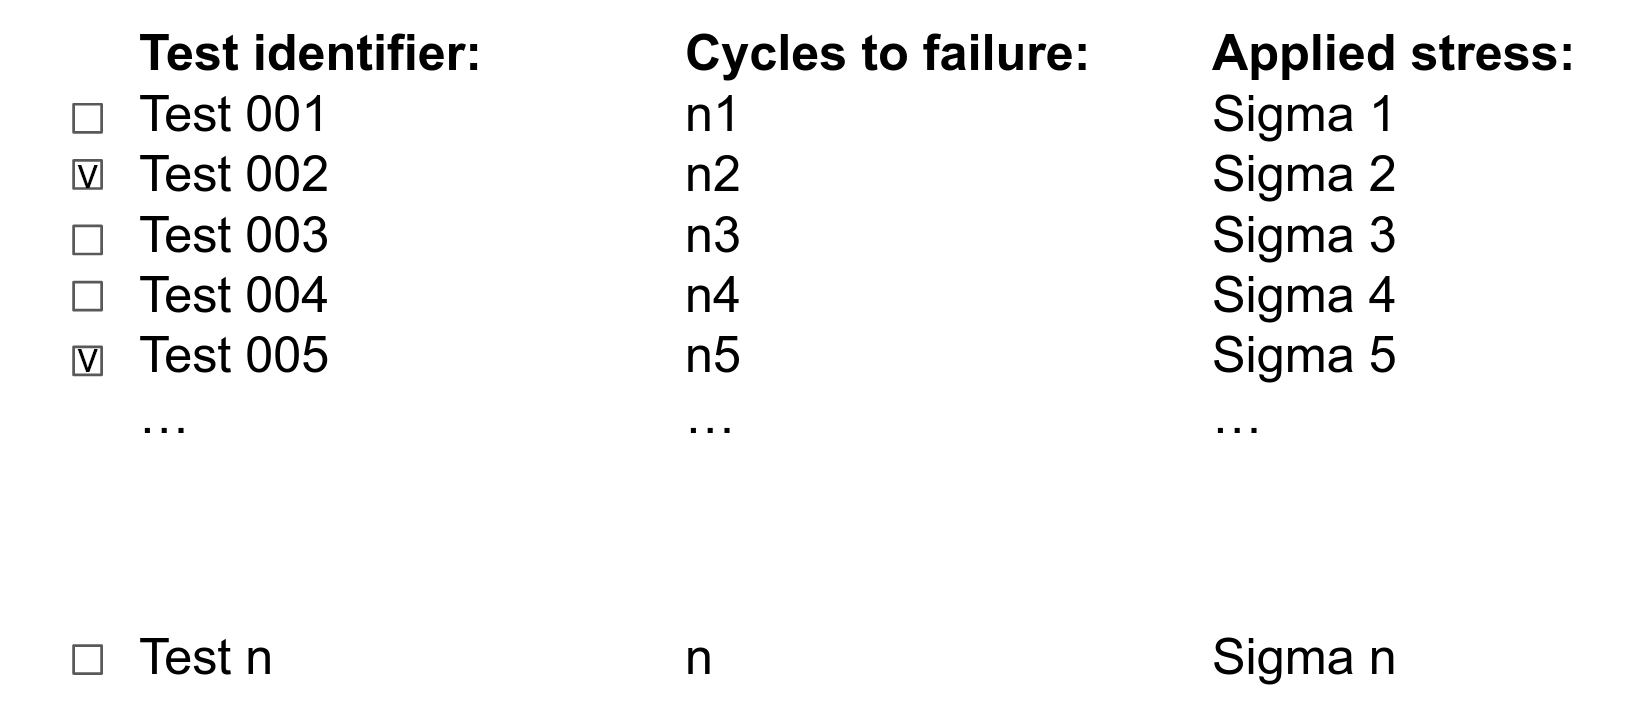 Test identifier: Cycles to failure: Applied stress:
Test 001 n1 Sigma 1
V Test 002 n2 Sigma 2
Test 003 n3 Sigma 3
Test 004 n4 Sigma 4
V Test 005 n5 Sigma 5
… … …
Test n n Sigma n